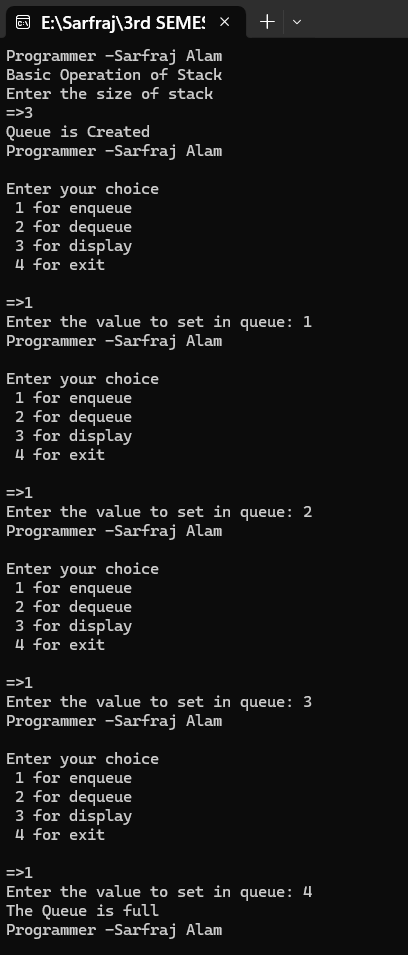 E:\Sarfraj\3rd SEMES
Programmer -Sarfraj Alam
Basic Operation of Stack
Enter the size of stack
=>3
Queue is Created
Programmer -Sarfraj Alam
Enter your choice
1 for enqueue
2 for dequeue
3 for display
4 for exit
=>1
Enter the value to set in queue: 1
Programmer -Sarfraj Alam
Enter your choice
1 for enqueue
2 for dequeue
3 for display
4 for exit
=>1
Enter the value to set in queue: 2
Programmer -Sarfraj Alam
Enter your choice
1 for enqueue
2 for dequeue
3 for display
4 for exit
=>1
Enter the value to set in queue: 3
Programmer -Sarfraj Alam
Enter your choice
1 for enqueue
2 for dequeue
3 for display
4 for exit
=>1
Enter the value to set in queue: 4
The Queue is full
Programmer -Sarfraj Alam